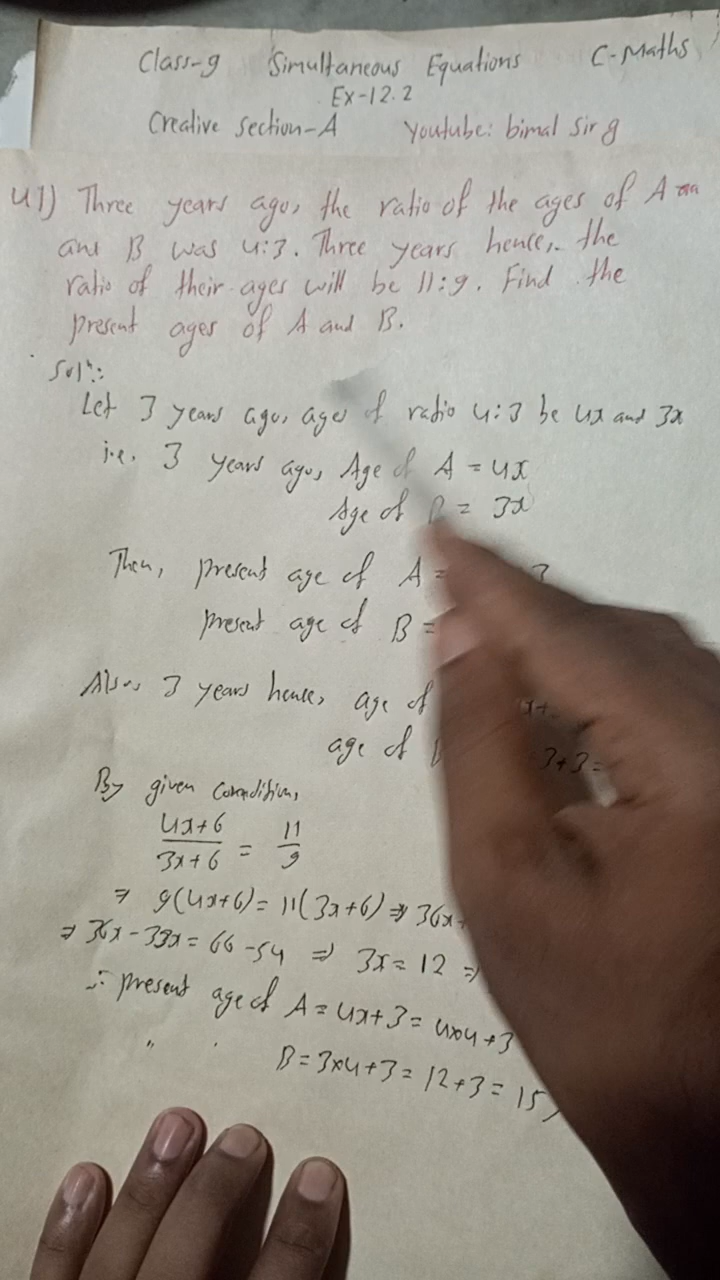 Class-9 Simultaneous Equations C-Maths
Ex-12.2
Creative section-A Youtube: bimal sir g
41) Three years ago, the ratio of the ages of A
and B was 4:3. Three years hence, the
ratio of their ages will be 11:9. Find the
present ages of A and B.
Solⁿ:
Let 3 years ago, ages of ratio 4:3 be 4x and 3x
i.e. 3 years ago, Age of A = 4x
Age of B = 3x
Then, present age of A = 3
present age of B =
Also, 3 years hence, age of x+
age of 3+3=
By given condition,
4x+6/3x+6 = 11/9
⇒ 9(4x+6) = 11(3x+6) ⇒ 36x+
⇒ 36x-33x = 66-54 ⇒ 3x = 12 ⇒
∴ present age of A = 4x+3 = 4×4+3
" B = 3×4+3 = 12+3 = 15